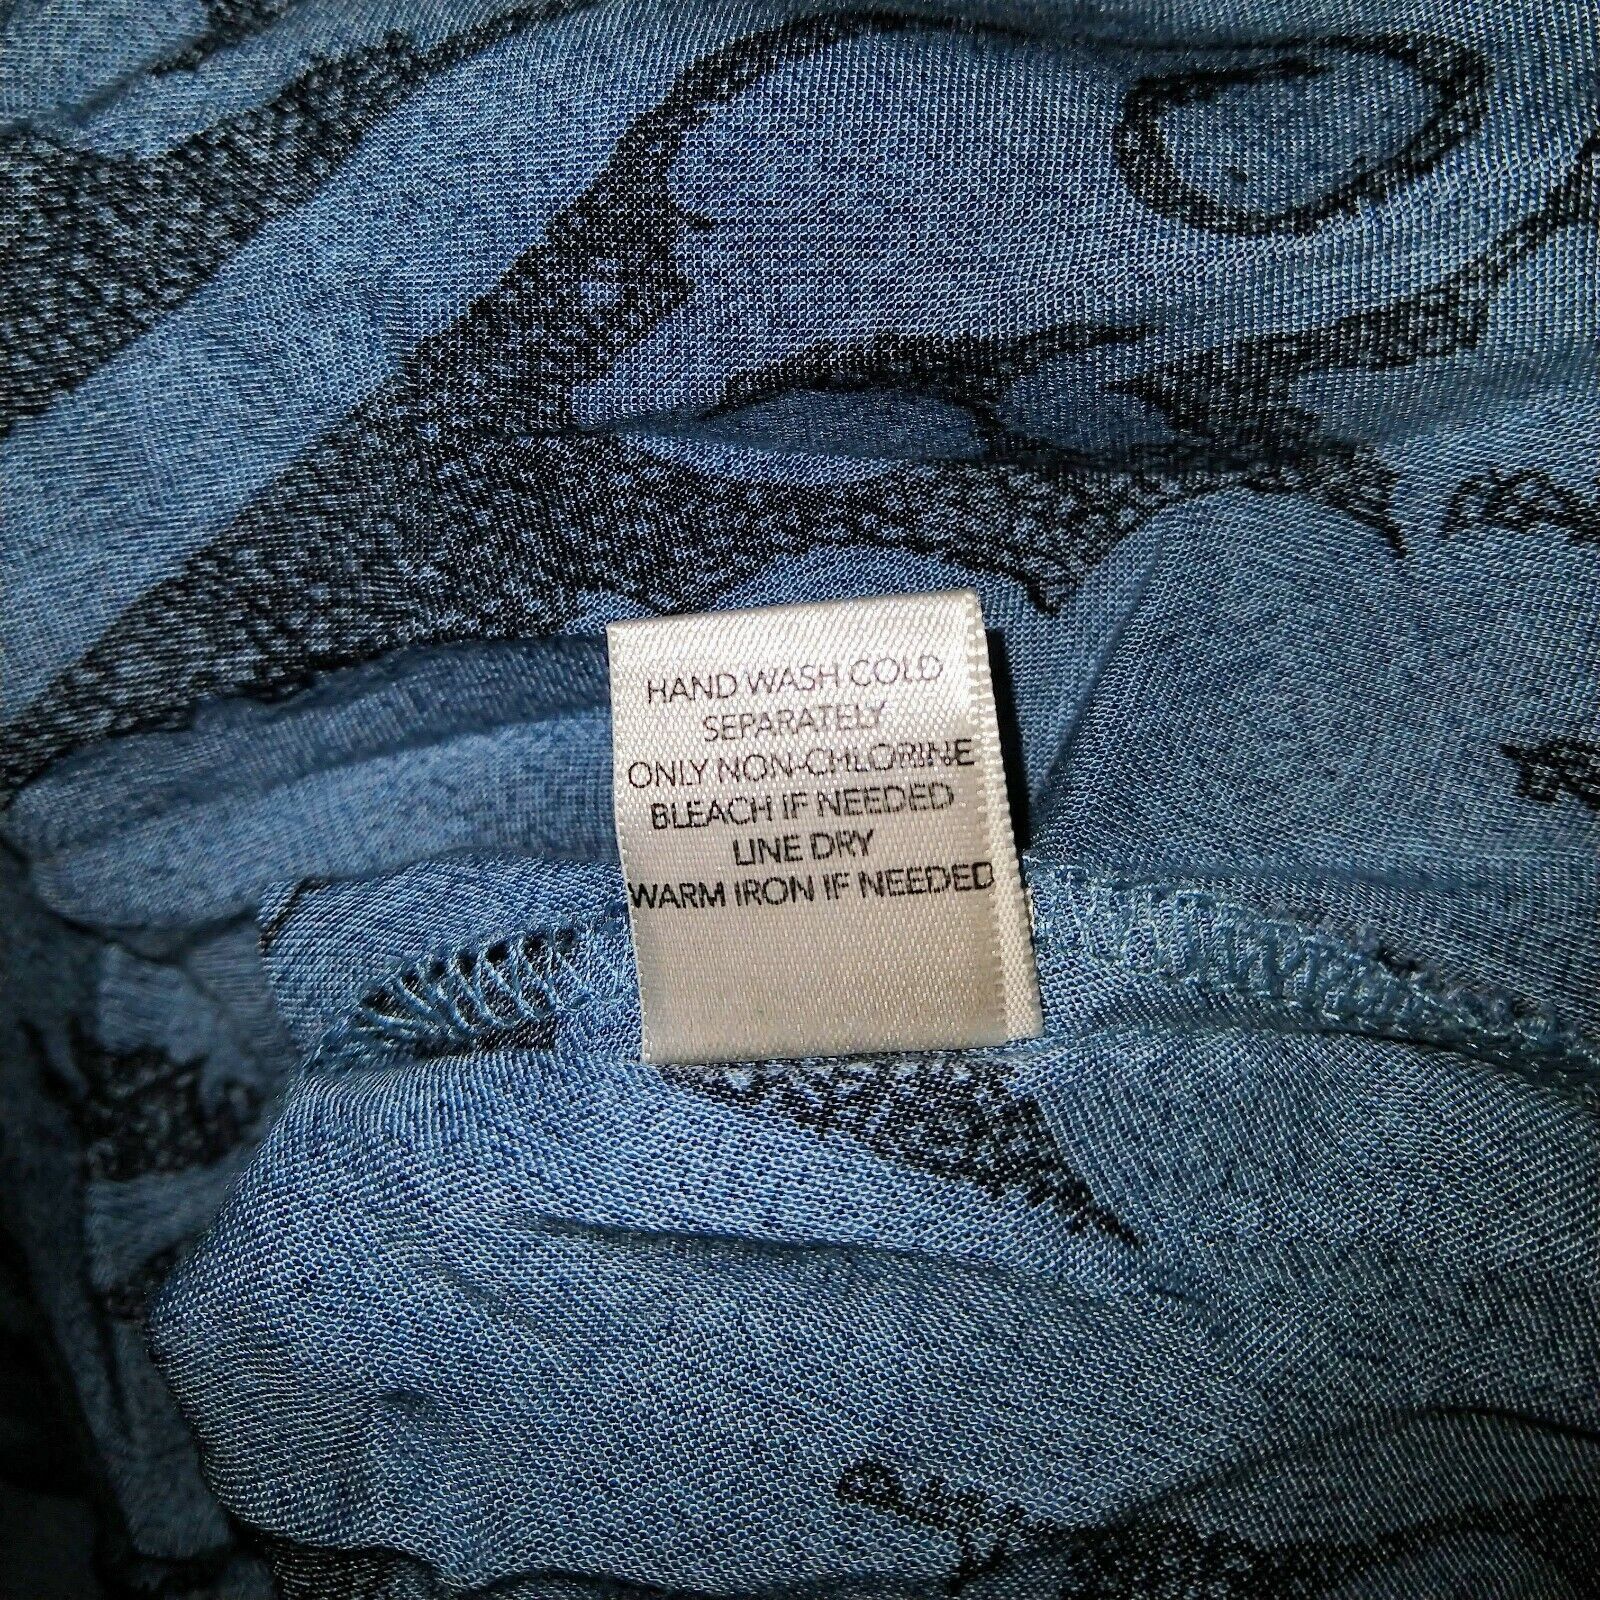 HAND WASH COLD
SEPARATELY
ONLY NON-CHLORINE
BLEACH IF NEEDED
LINE DRY
WARM IRON IF NEEDED